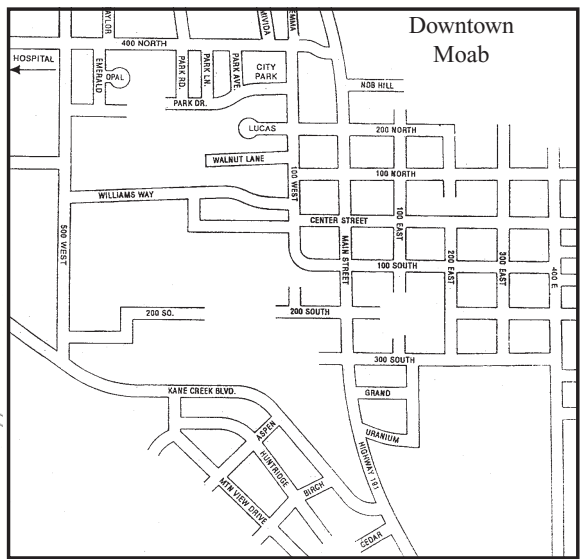 Downtown
Moab
TAYLOR
MIVIDA
EMMA
400 NORTH
HOSPITAL
EMERALD
OPAL
PARK RD.
PARK LN.
PARK AVE.
CITY
PARK
NOB HILL
PARK DR.
LUCAS
200 NORTH
WALNUT LANE
100 NORTH
100 WEST
WILLIAMS WAY
CENTER STREET
100 EAST
500 WEST
MAIN STREET
100 SOUTH
200 EAST
300 EAST
400 E
200 SO.
200 SOUTH
300 SOUTH
KANE CREEK BLVD.
GRAND
ASPEN
URANIUM
HUNTRIDGE
HIGHWAY 191
BIRCH
MTN VIEW DRIVE
CEDAR